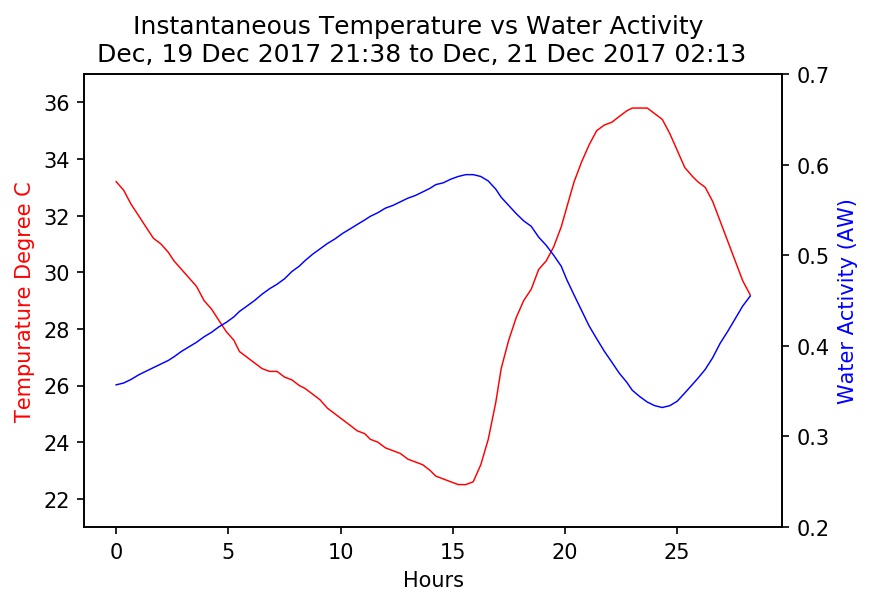 Instantaneous Temperature vs Water Activity
Dec, 19 Dec 2017 21:38 to Dec, 21 Dec 2017 02:13
Tempurature Degree C
36
34
32
30
28
26
24
22
0.7
0.6
0.5
0.4
0.3
0.2
Water Activity (AW)
0 5 10 15 20 25
Hours